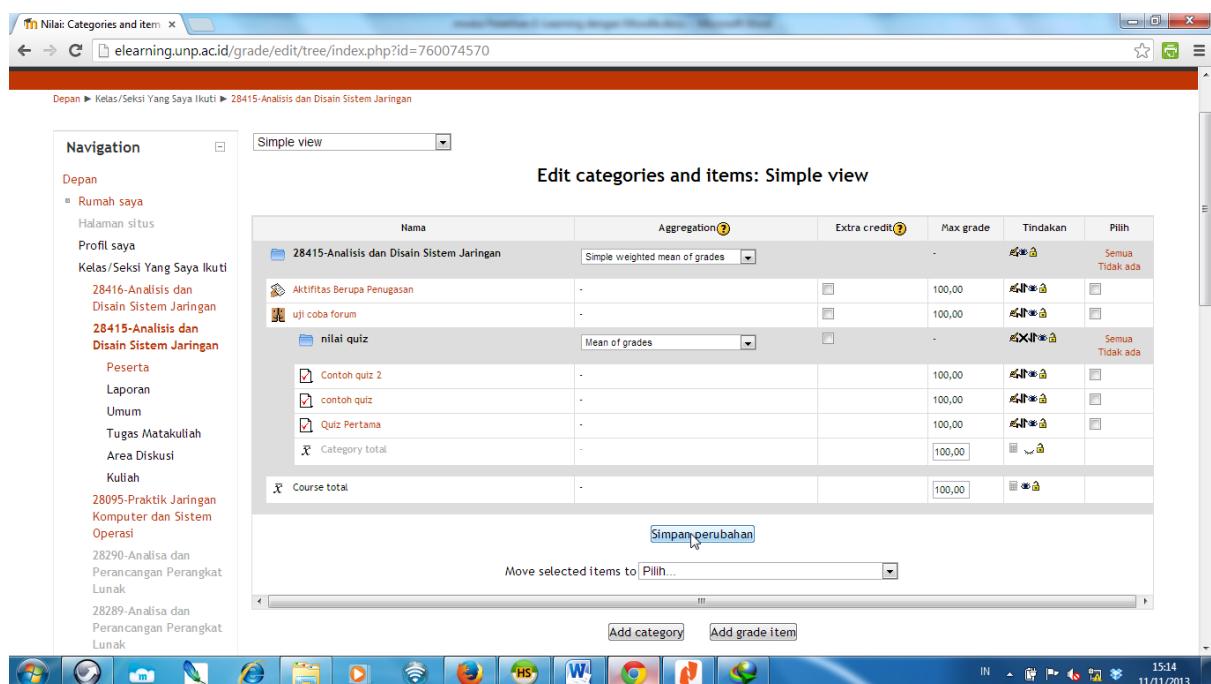 Nilai: Categories and item
elearning.unp.ac.id/grade/edit/tree/index.php?id=760074570
Depan ► Kelas/Seksi Yang Saya Ikuti ► 28415-Analisis dan Disain Sistem Jaringan
Navigation
Depan
Rumah saya
Halaman situs
Profil saya
Kelas/Seksi Yang Saya Ikuti
28416-Analisis dan
Disain Sistem Jaringan
28415-Analisis dan
Disain Sistem Jaringan
Peserta
Laporan
Umum
Tugas Matakuliah
Area Diskusi
Kuliah
28095-Praktik Jaringan
Komputer dan Sistem
Operasi
28290-Analisa dan
Perancangan Perangkat
Lunak
28289-Analisa dan
Perancangan Perangkat
Lunak
Simple view
Edit categories and items: Simple view
Nama Aggregation Extra credit Max grade Tindakan Pilih
28415-Analisis dan Disain Sistem Jaringan Simple weighted mean of grades - Semua
Tidak ada
Aktifitas Berupa Penugasan - 100,00
uji coba forum - 100,00
nilai quiz Mean of grades - Semua
Tidak ada
Contoh quiz 2 - 100,00
contoh quiz - 100,00
Quiz Pertama - 100,00
x̅ Category total - 100,00
x̅ Course total - 100,00
Simpan perubahan
Move selected items to Pilih...
Add category Add grade item
HS IN 15:14
11/11/2013